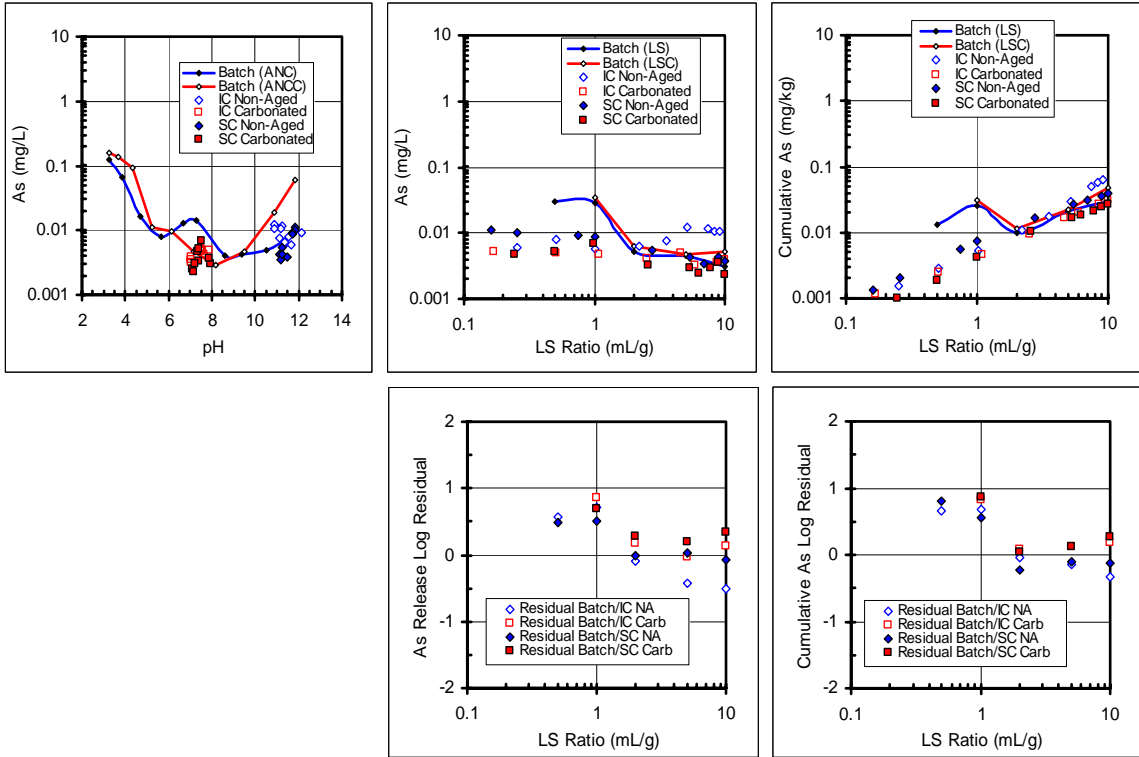 10
1
0.1
0.01
0.001
As (mg/L)
Batch (ANC)
Batch (ANCC)
IC Non-Aged
IC Carbonated
SC Non-Aged
SC Carbonated
2 4 6 8 10 12 14
pH
10
1
0.1
0.01
0.001
As (mg/L)
Batch (LS)
Batch (LSC)
IC Non-Aged
IC Carbonated
SC Non-Aged
SC Carbonated
0.1 1 10
LS Ratio (mL/g)
10
1
0.1
0.01
0.001
Cumulative As (mg/kg)
Batch (LS)
Batch (LSC)
IC Non-Aged
IC Carbonated
SC Non-Aged
SC Carbonated
0.1 1 10
LS Ratio (mL/g)
2
1
0
-1
-2
As Release Log Residual
Residual Batch/IC NA
Residual Batch/IC Carb
Residual Batch/SC NA
Residual Batch/SC Carb
0.1 1 10
LS Ratio (mL/g)
2
1
0
-1
-2
Cumulative As Log Residual
Residual Batch/IC NA
Residual Batch/IC Carb
Residual Batch/SC NA
Residual Batch/SC Carb
0.1 1 10
LS Ratio (mL/g)